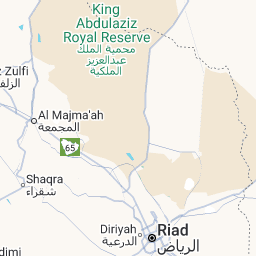 King
Abdulaziz
Royal Reserve
محمية الملك
عبدالعزيز
الملكية
Zulfi
الزلف
Al Majma'ah
المجمعة
65
Shaqra
شقراء
Diriyah
الدرعية
Riad
الرياض
dimi